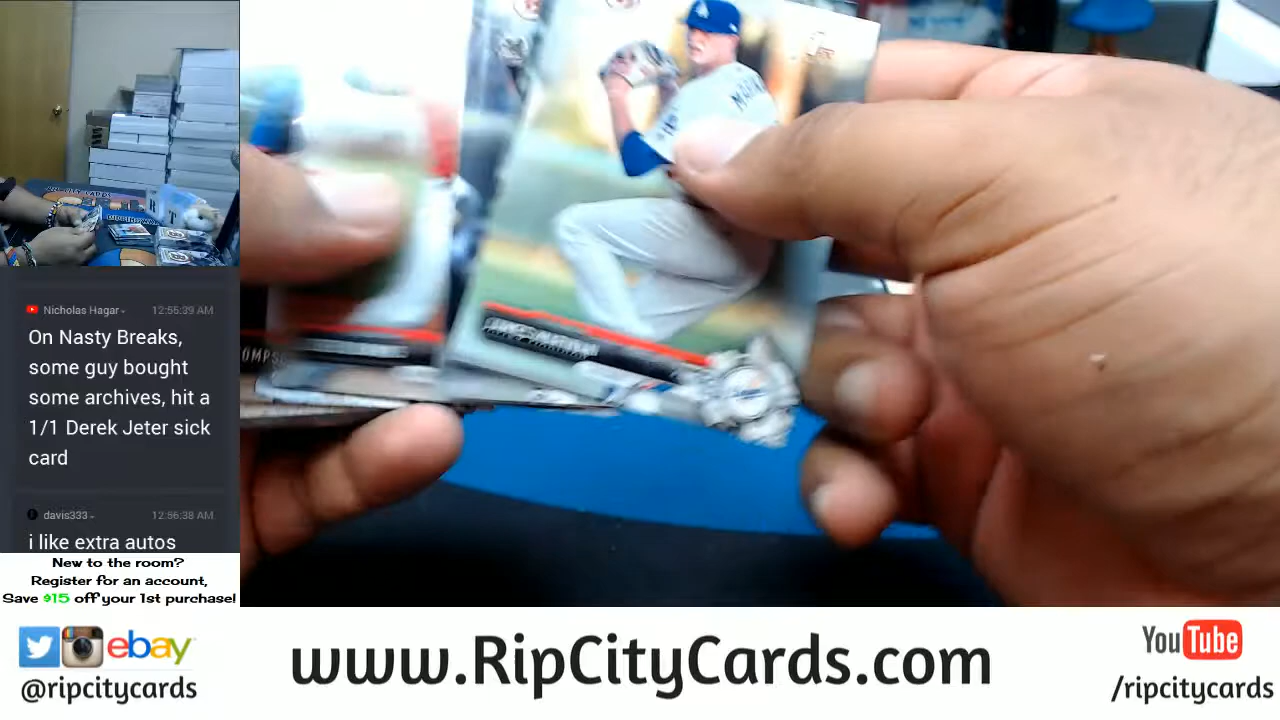 Nicholas Hagar
12:55:39 AM
On Nasty Breaks,
some guy bought
some archives, hit a
1/1 Derek Jeter sick
card
davis333
12:56:38 AM
i like extra autos
New to the room?
Register for an account,
Save $15 off your 1st purchase!
ebay
@ripcitycards
www.RipCityCards.com
YouTube
/ripcitycards